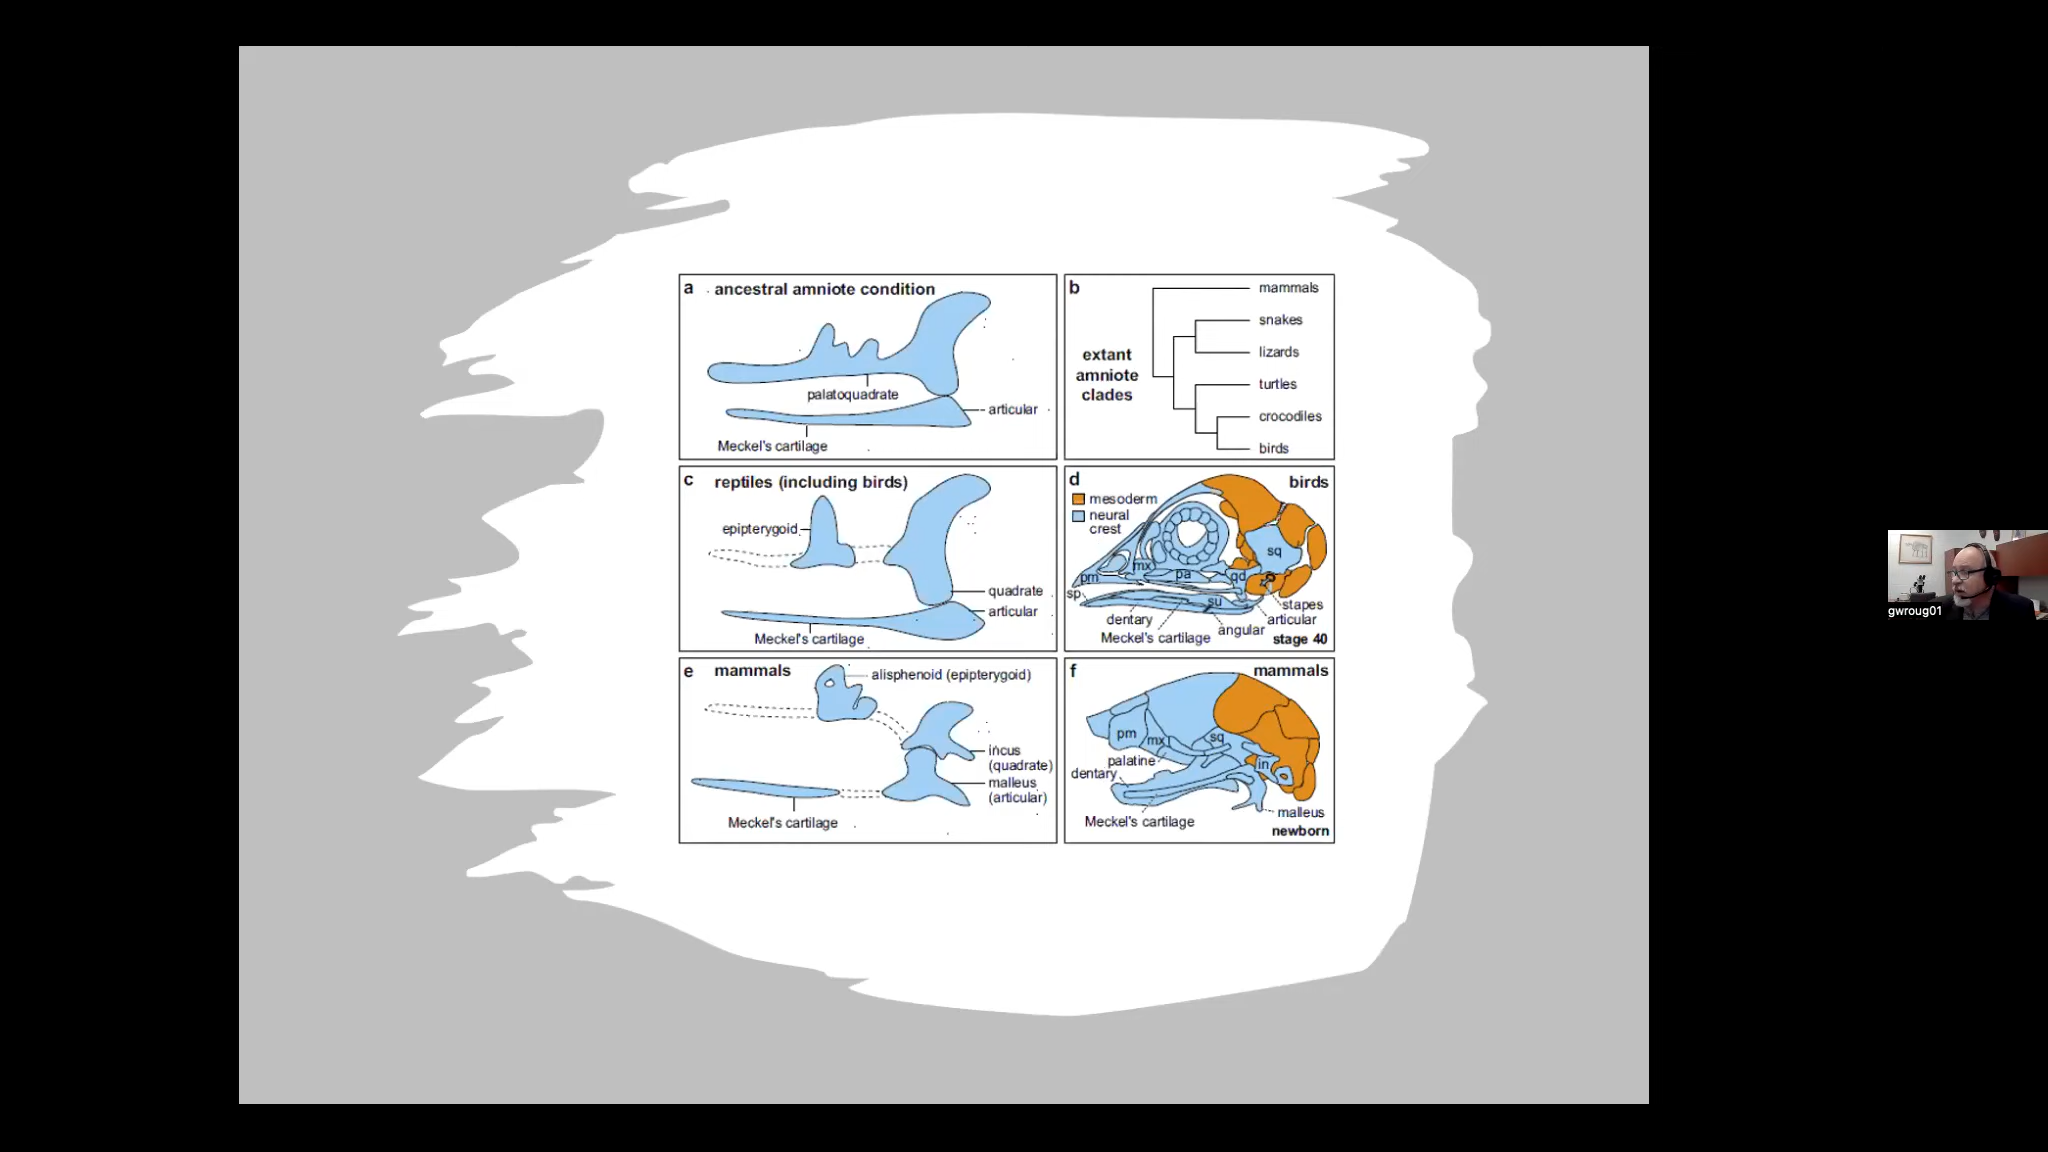 a ancestral amniote condition
palatoquadrate
articular
Meckel's cartilage
b
mammals
snakes
lizards
extant
amniote
clades
turtles
crocodiles
birds
c reptiles (including birds)
epipterygoid
quadrate
articular
Meckel's cartilage
d birds
mesoderm
neural
crest
sq
mx
pa
qd
pm
sp
su
stapes
dentary
articular
angular
Meckel's cartilage
stage 40
e mammals
alisphenoid (epipterygoid)
incus
(quadrate)
malleus
(articular)
Meckel's cartilage
f mammals
pm
mx
sq
palatine
in
dentary
malleus
Meckel's cartilage
newborn
gwroug01